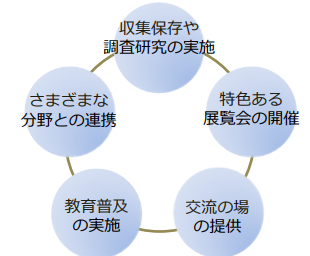 収集保存や
調査研究の実施
特色ある
展覧会の開催
交流の場
の提供
教育普及
の実施
さまざまな
分野との連携